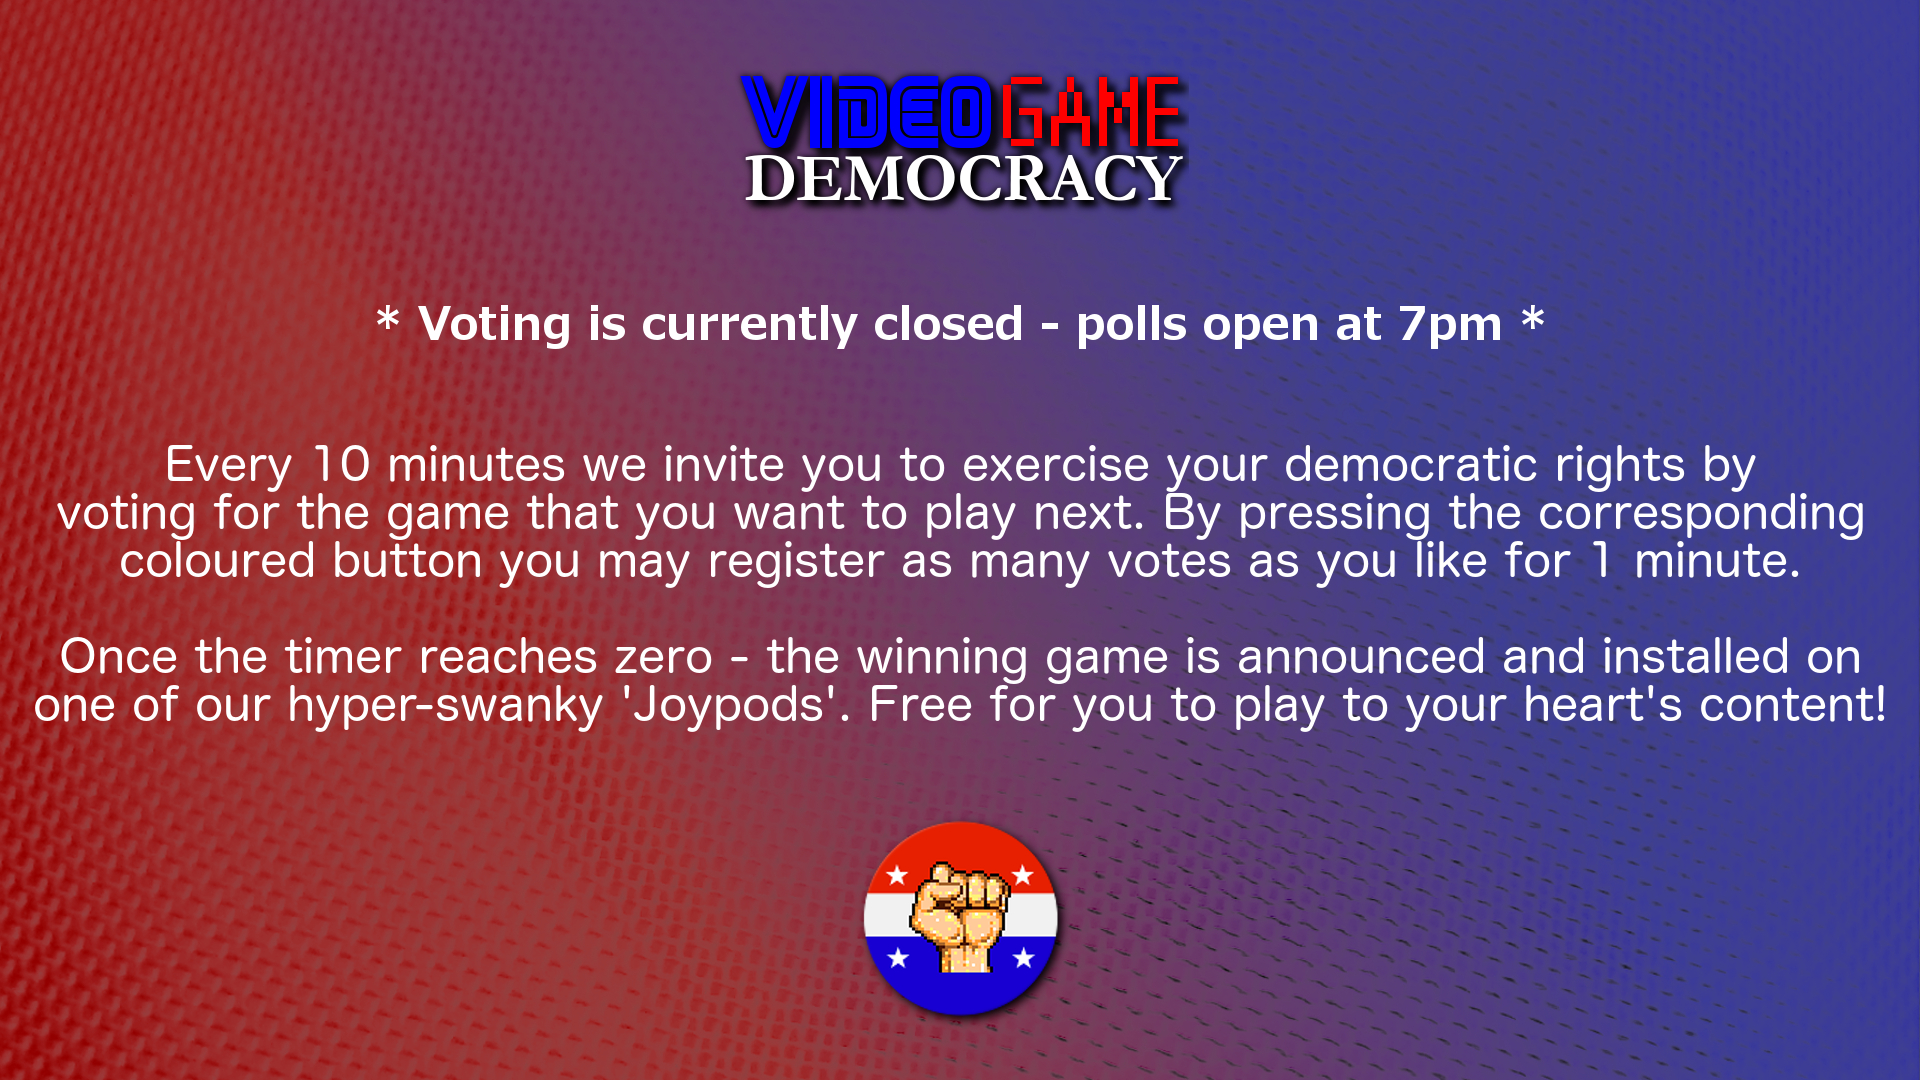 VIDEOGAME
DEMOCRACY
* Voting is currently closed - polls open at 7pm *
Every 10 minutes we invite you to exercise your democratic rights by
voting for the game that you want to play next. By pressing the corresponding
coloured button you may register as many votes as you like for 1 minute.
Once the timer reaches zero - the winning game is announced and installed on
one of our hyper-swanky 'Joypods'. Free for you to play to your heart's content!